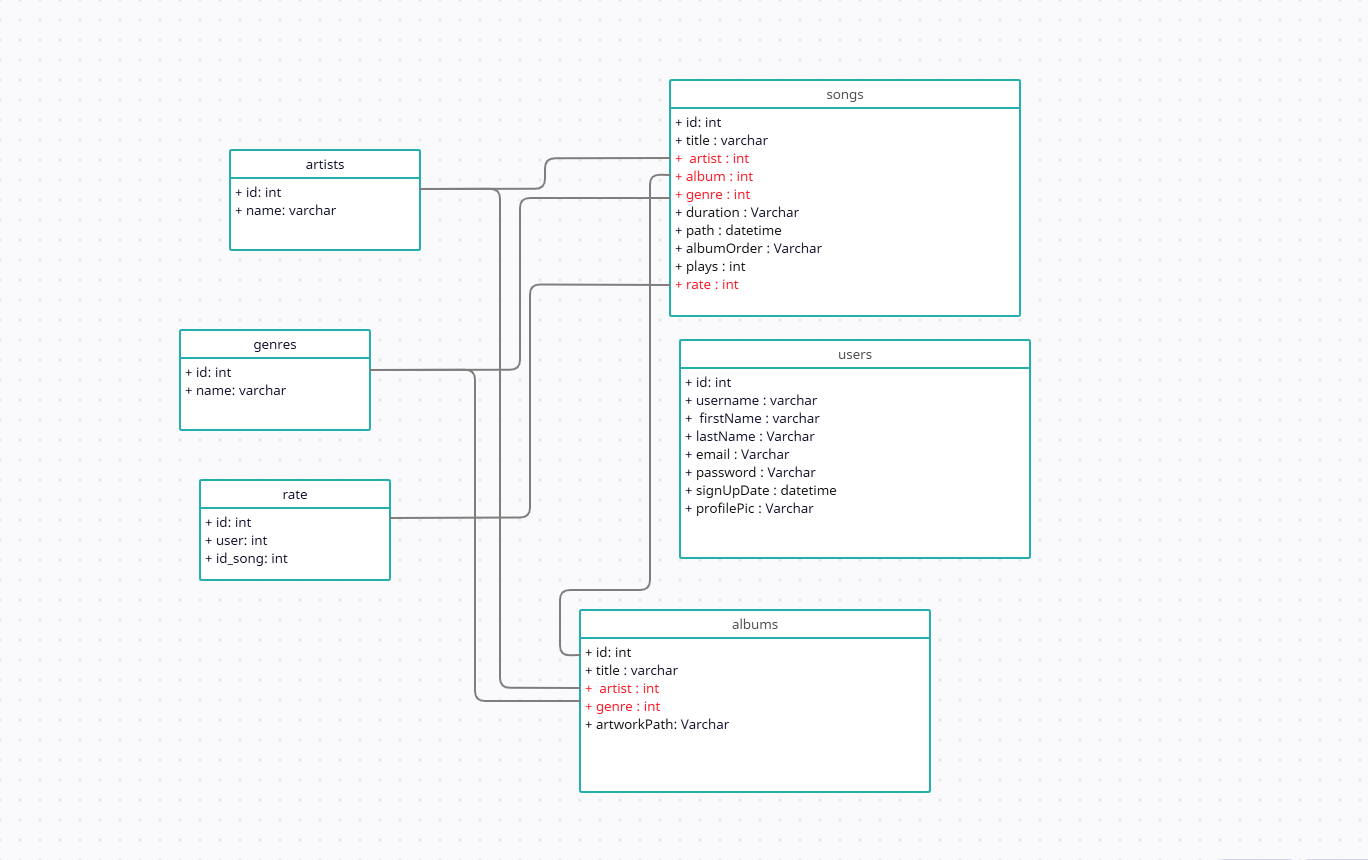 songs
+ id: int
+ title : varchar
+  artist : int
+ album : int
+ genre : int
+ duration : Varchar
+ path : datetime
+ albumOrder : Varchar
+ plays : int
+ rate : int
artists
+ id: int
+ name: varchar
genres
+ id: int
+ name: varchar
users
+ id: int
+ username : varchar
+  firstName : varchar
+ lastName : Varchar
+ email : Varchar
+ password : Varchar
+ signUpDate : datetime
+ profilePic : Varchar
rate
+ id: int
+ user: int
+ id_song: int
albums
+ id: int
+ title : varchar
+  artist : int
+ genre : int
+ artworkPath: Varchar